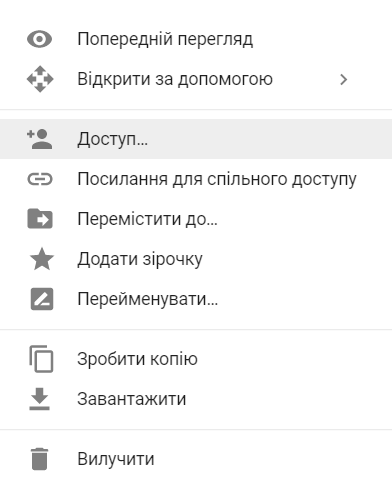 Попередній перегляд
Відкрити за допомогою
Доступ...
Посилання для спільного доступу
Перемістити до...
Додати зірочку
Перейменувати...
Зробити копію
Завантажити
Вилучити